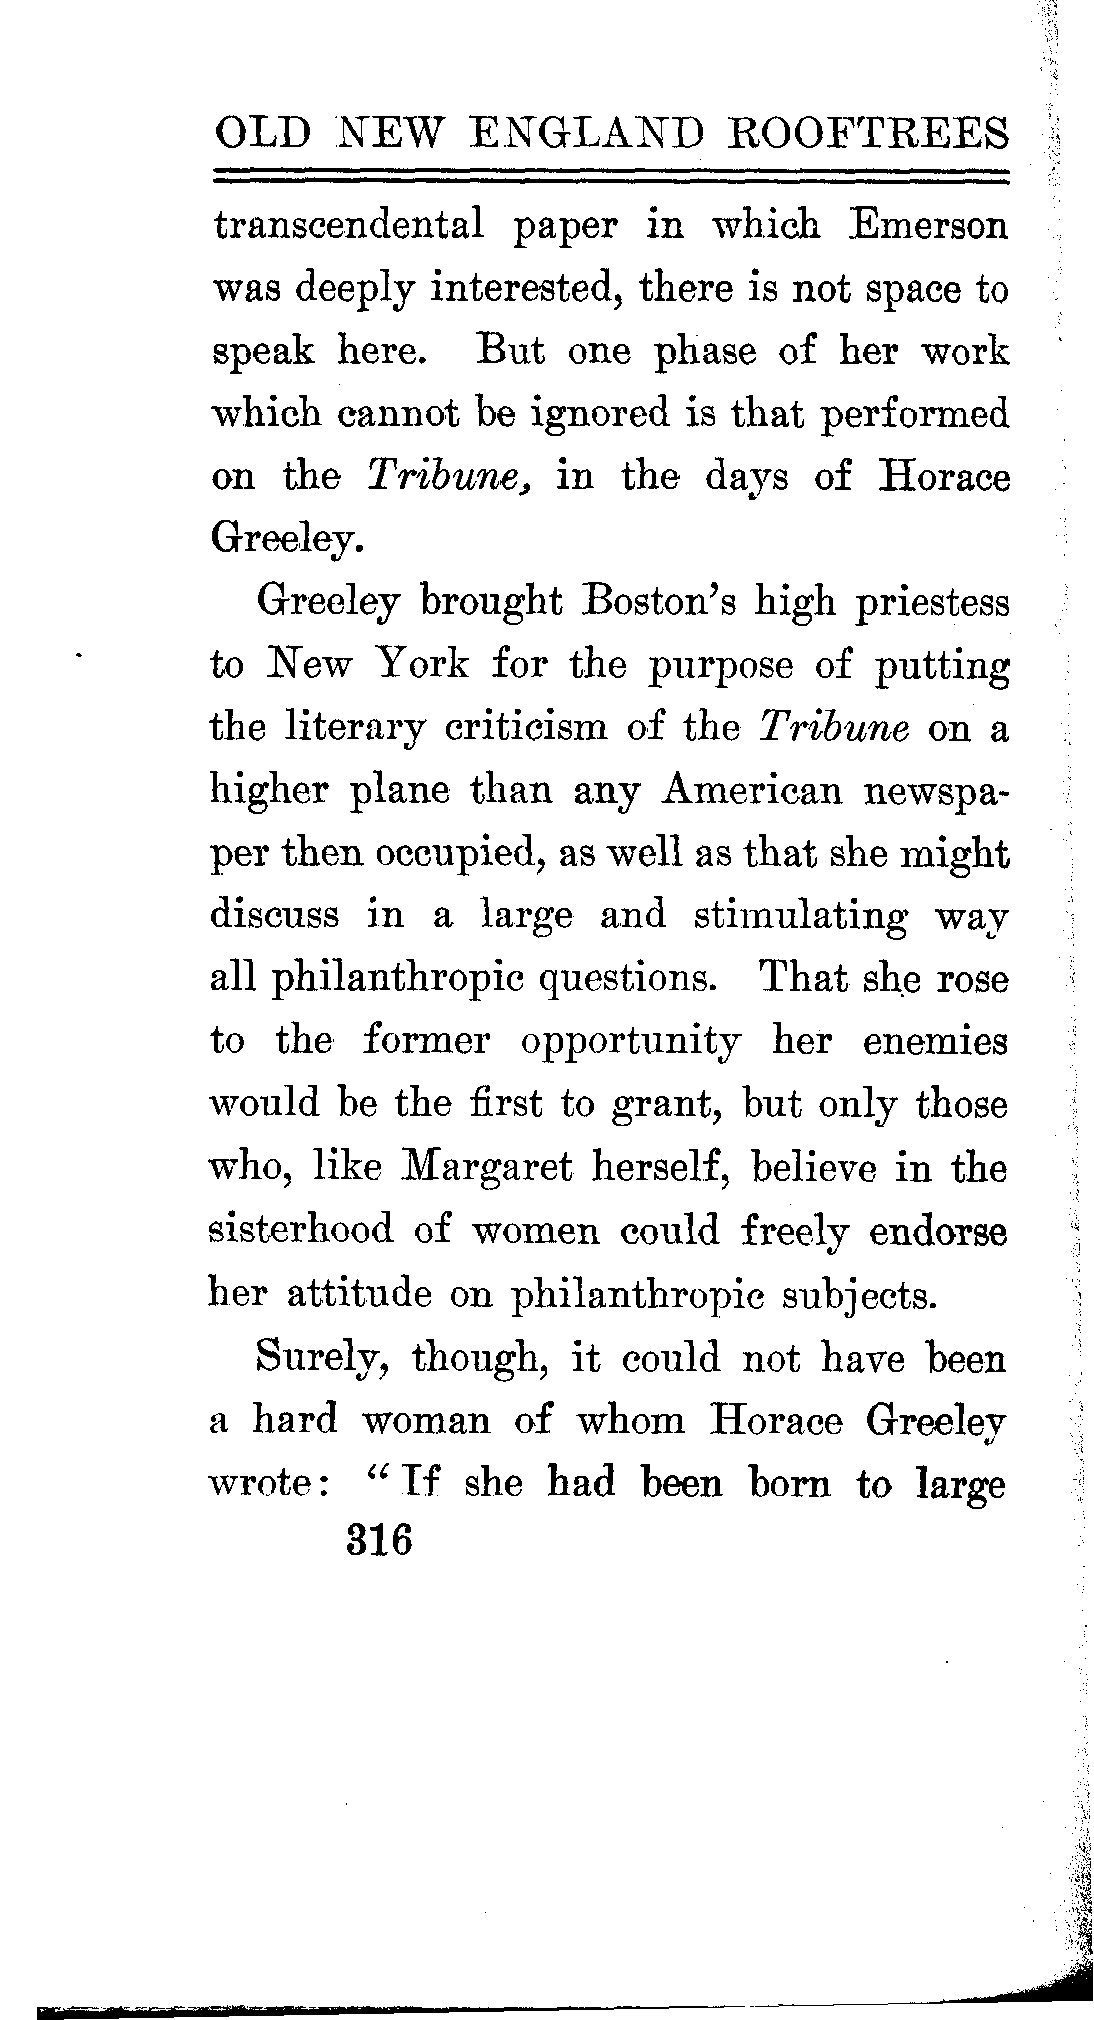 OLD NEW ENGLAND ROOFTREES
transcendental paper in which Emerson
was deeply interested, there is not space to
speak here. But one phase of her work
which cannot be ignored is that performed
on the Tribune, in the days of Horace
Greeley.
Greeley brought Boston's high priestess
to New York for the purpose of putting
the literary criticism of the Tribune on a
higher plane than any American newspa-
per then occupied, as well as that she might
discuss in a large and stimulating way
all philanthropic questions. That she rose
to the former opportunity her enemies
would be the first to grant, but only those
who, like Margaret herself, believe in the
sisterhood of women could freely endorse
her attitude on philanthropic subjects.
Surely, though, it could not have been
a hard woman of whom Horace Greeley
wrote: “ If she had been born to large
316